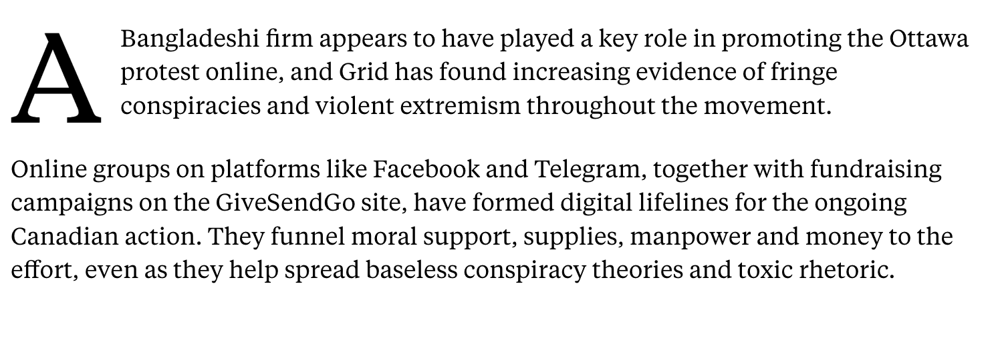 A Bangladeshi firm appears to have played a key role in promoting the Ottawa
protest online, and Grid has found increasing evidence of fringe
conspiracies and violent extremism throughout the movement.
Online groups on platforms like Facebook and Telegram, together with fundraising
campaigns on the GiveSendGo site, have formed digital lifelines for the ongoing
Canadian action. They funnel moral support, supplies, manpower and money to the
effort, even as they help spread baseless conspiracy theories and toxic rhetoric.